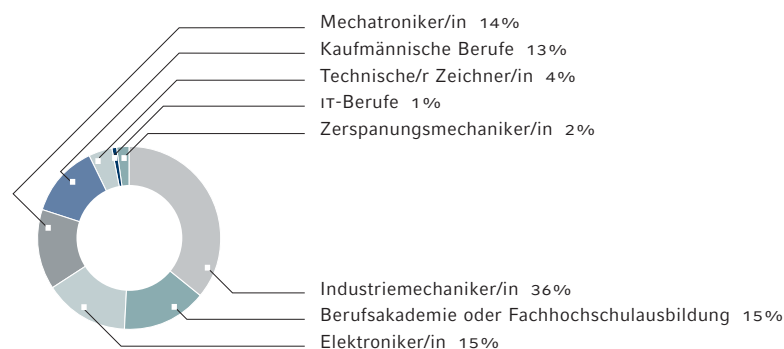 Mechatroniker/in 14%
Kaufmännische Berufe 13%
Technische/r Zeichner/in 4%
IT-Berufe 1%
Zerspanungsmechaniker/in 2%
Industriemechaniker/in 36%
Berufsakademie oder Fachhochschulausbildung 15%
Elektroniker/in 15%